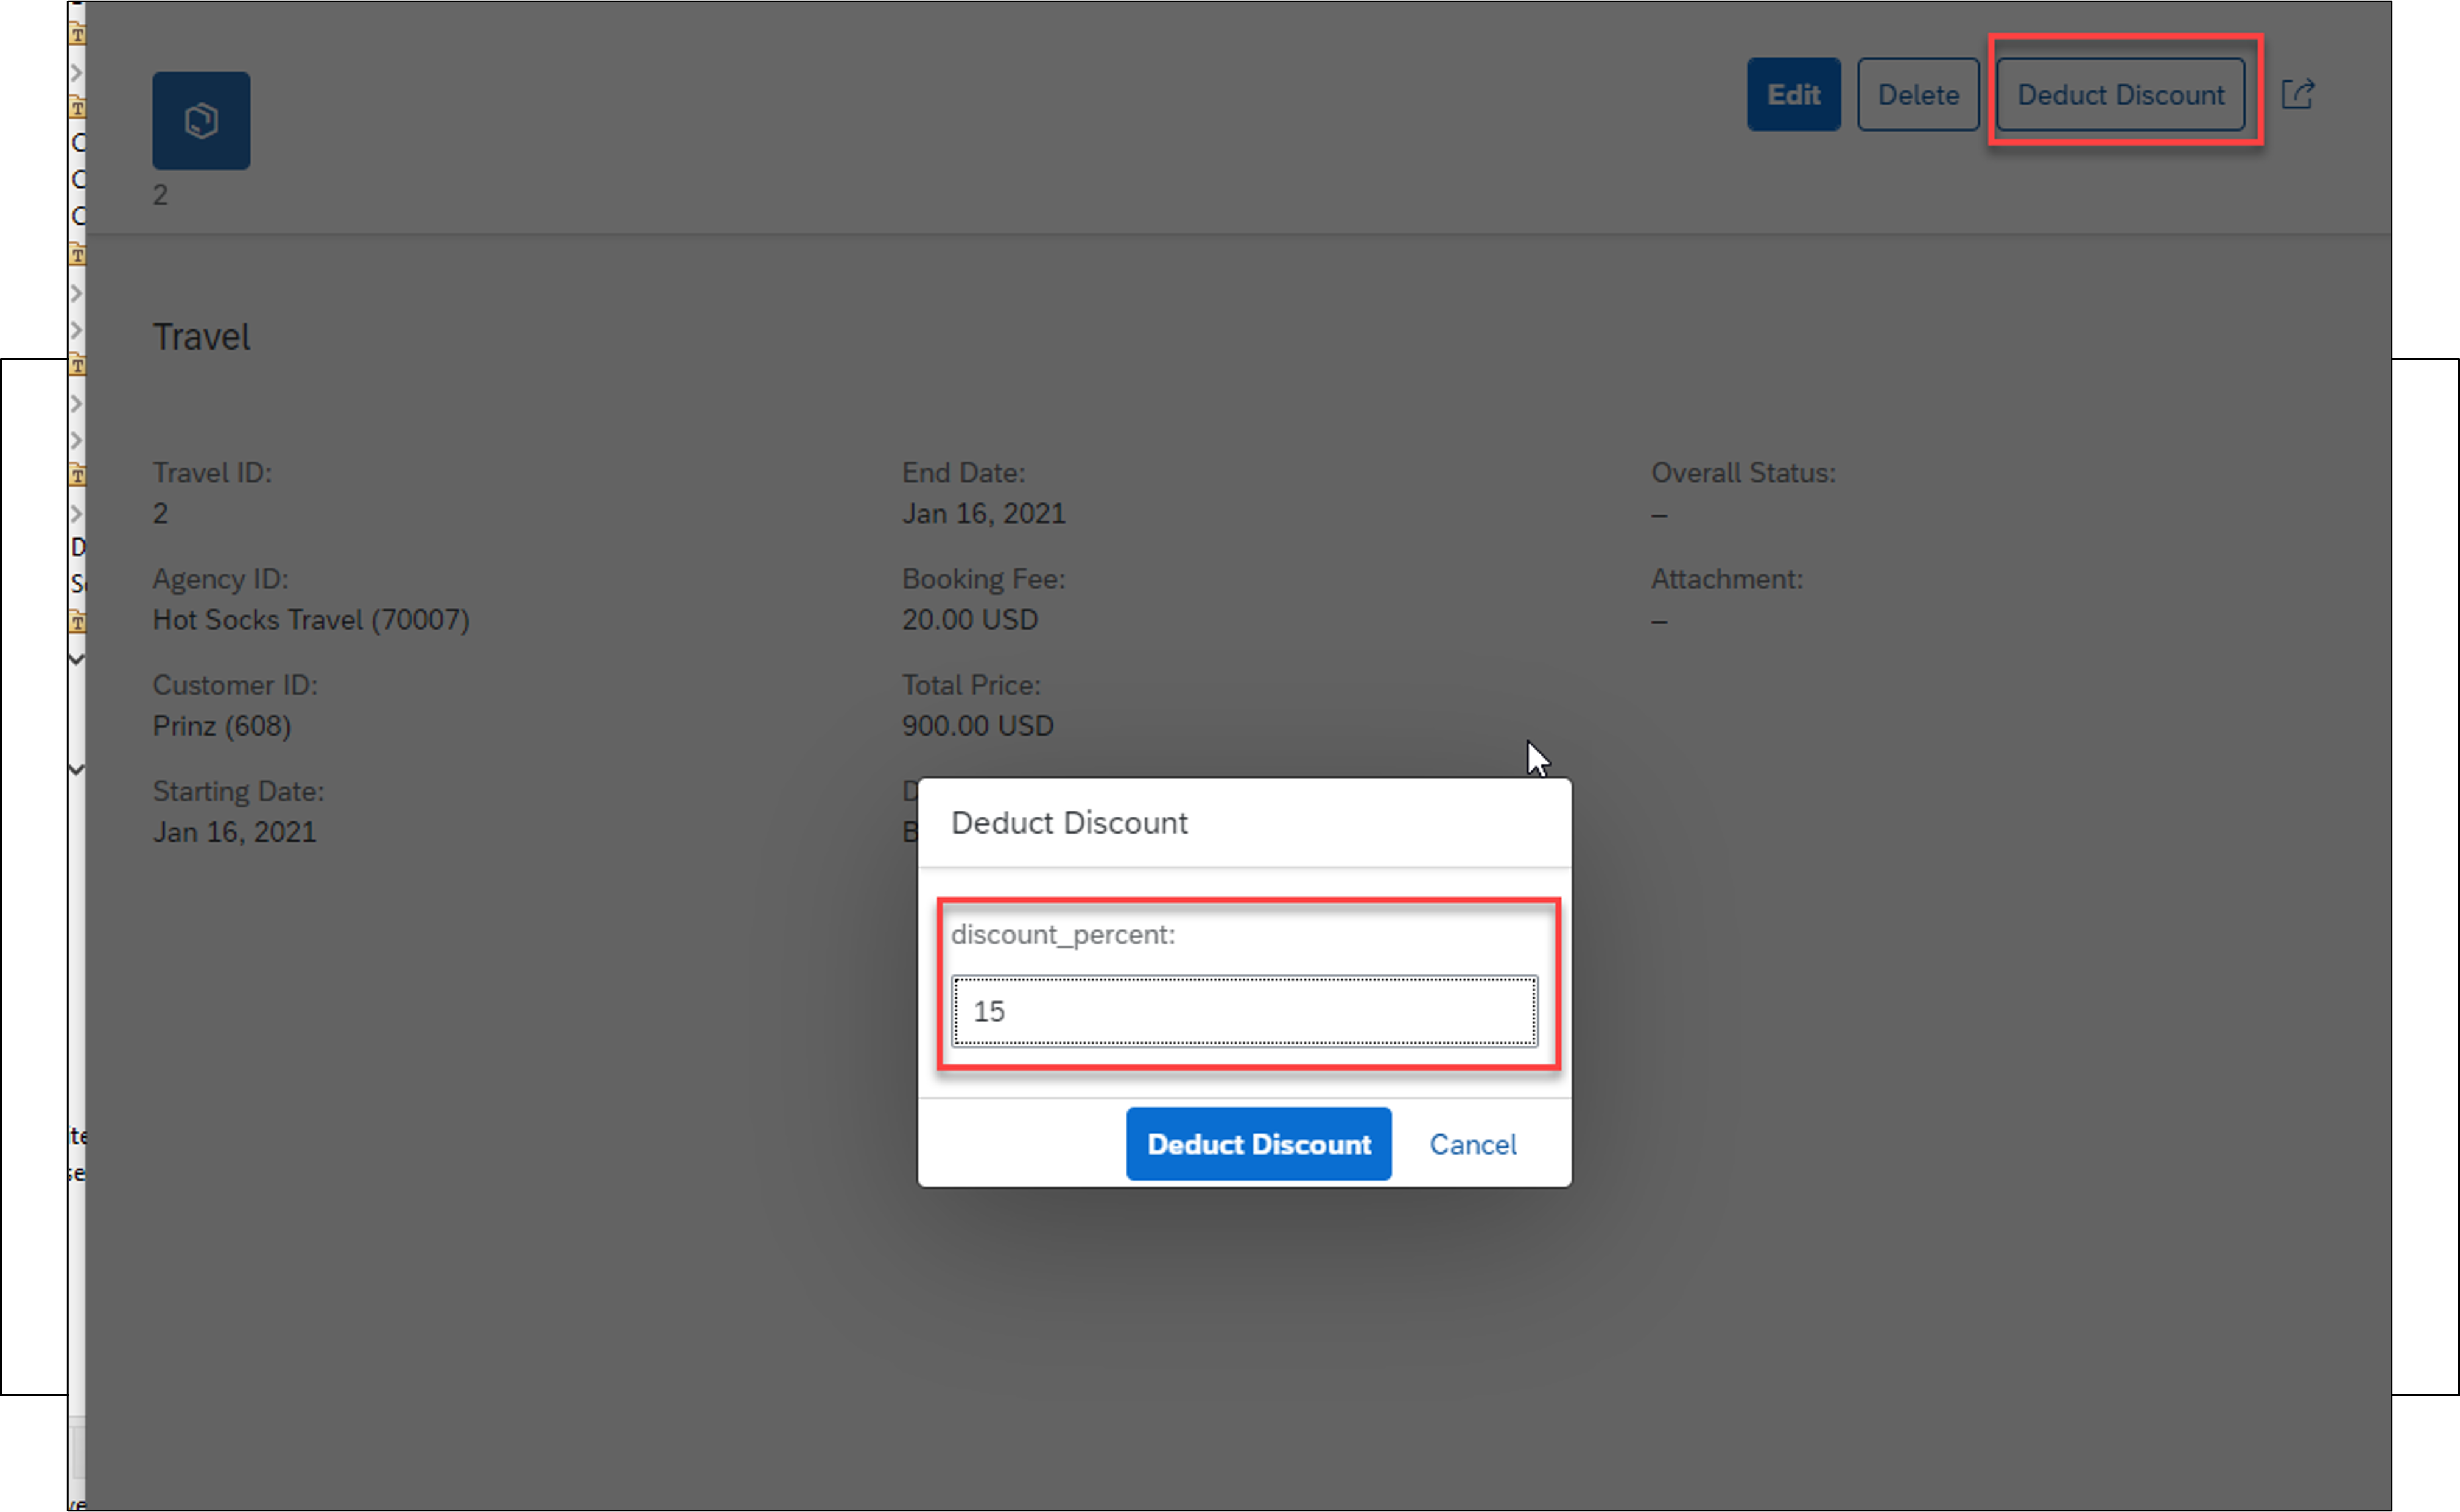 Edit Delete Deduct Discount
2
Travel
Travel ID:
2
Agency ID:
Hot Socks Travel (70007)
Customer ID:
Prinz (608)
Starting Date:
Jan 16, 2021
End Date:
Jan 16, 2021
Booking Fee:
20.00 USD
Total Price:
900.00 USD
Overall Status:
–
Attachment:
–
Deduct Discount
discount_percent:
15
Deduct Discount Cancel